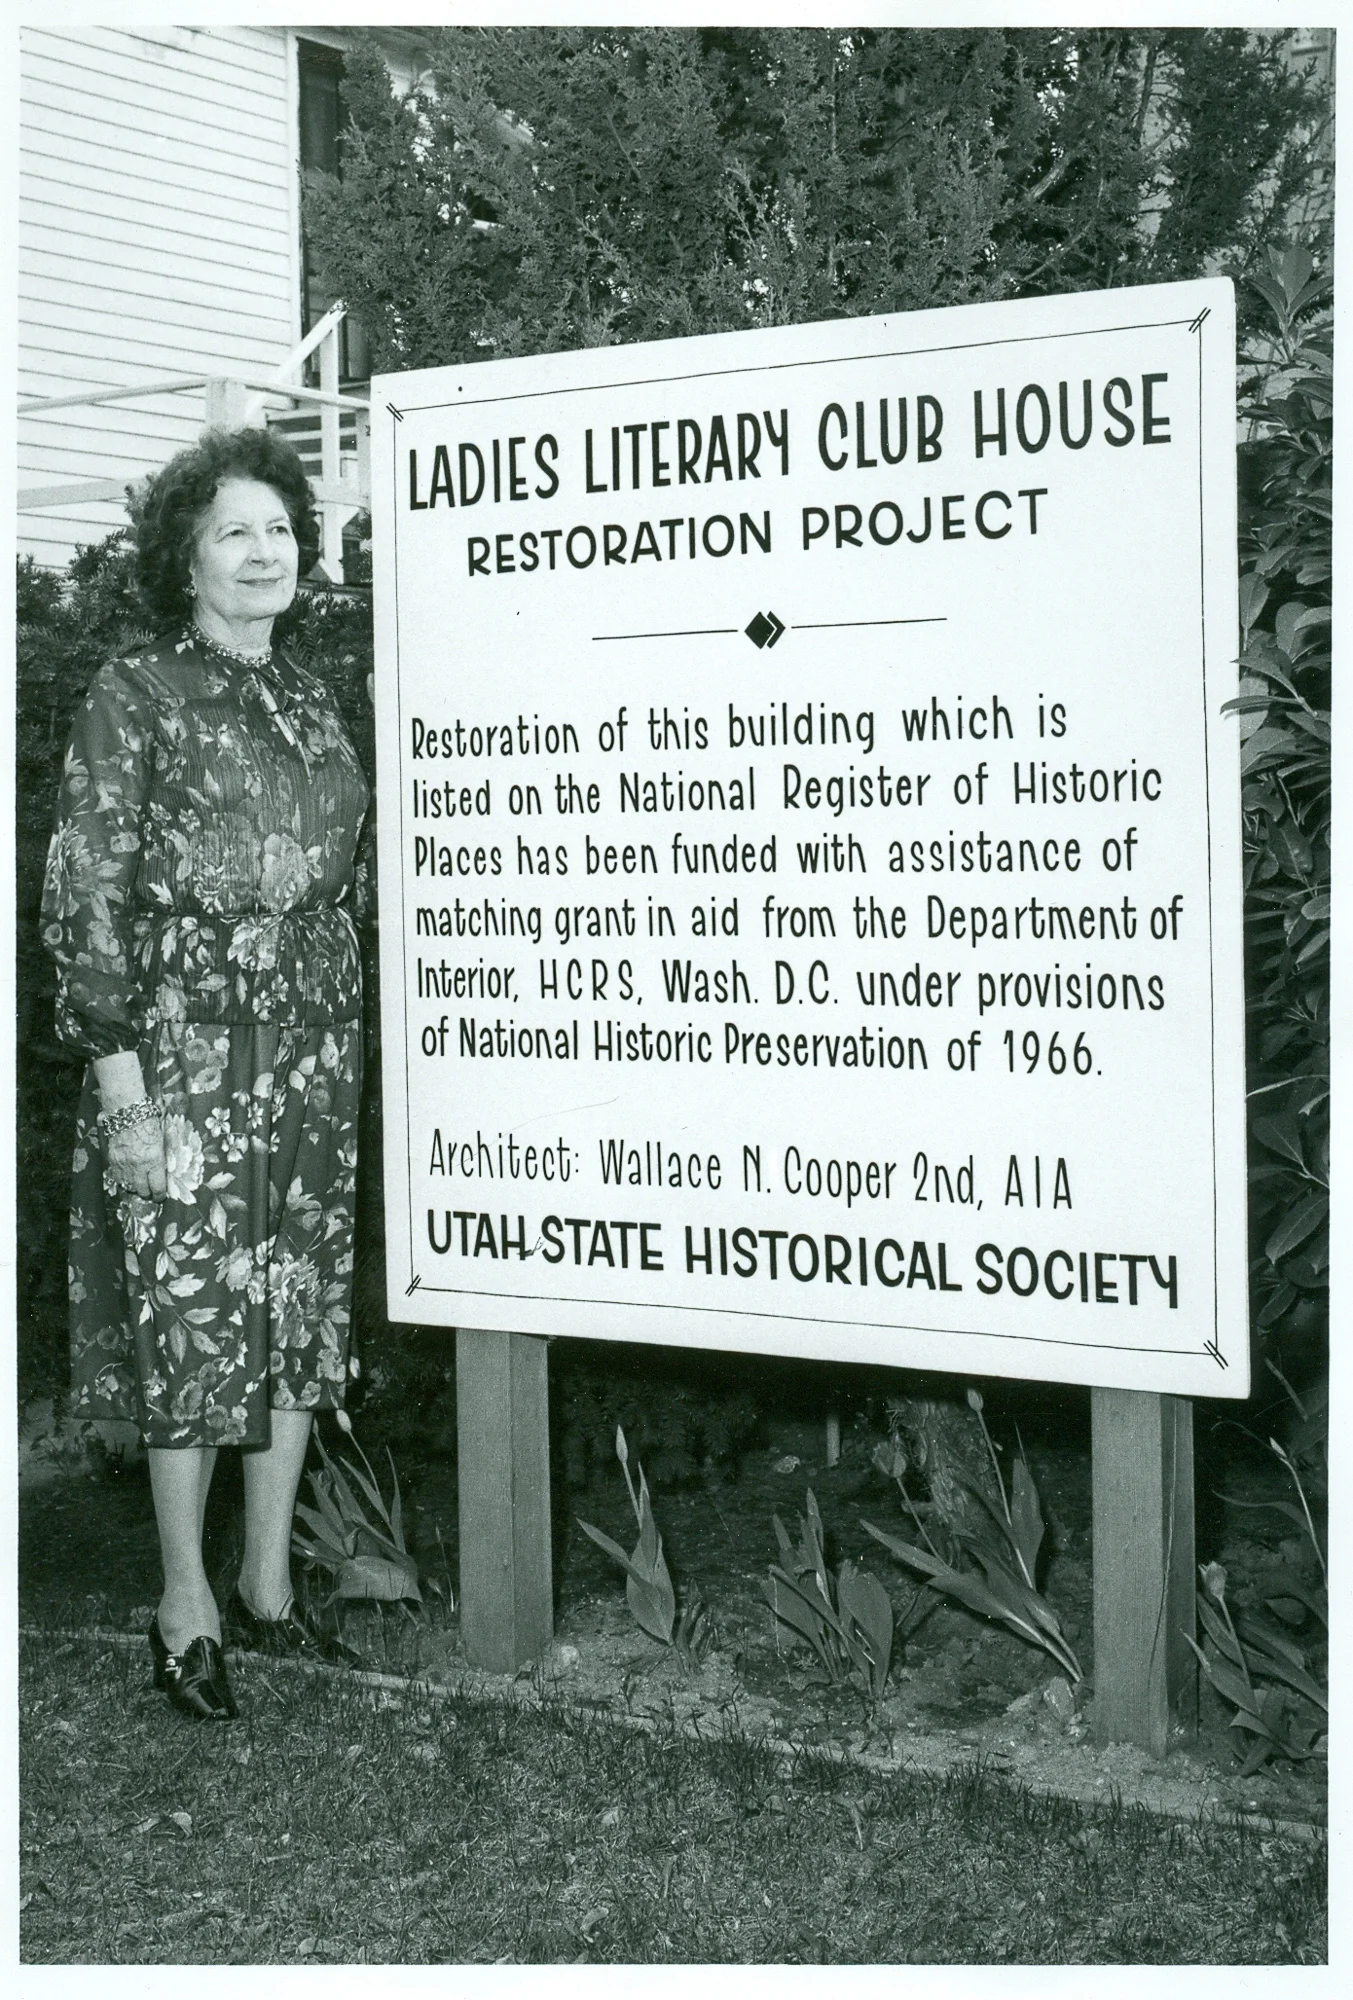 LADIES LITERARY CLUB HOUSE
RESTORATION PROJECT
Restoration of this building which is
listed on the National Register of Historic
Places has been funded with assistance of
matching grant in aid from the Department of
Interior, HCRS, Wash. D.C. under provisions
of National Historic Preservation of 1966.
Architect: Wallace N. Cooper 2nd, AIA
UTAH STATE HISTORICAL SOCIETY